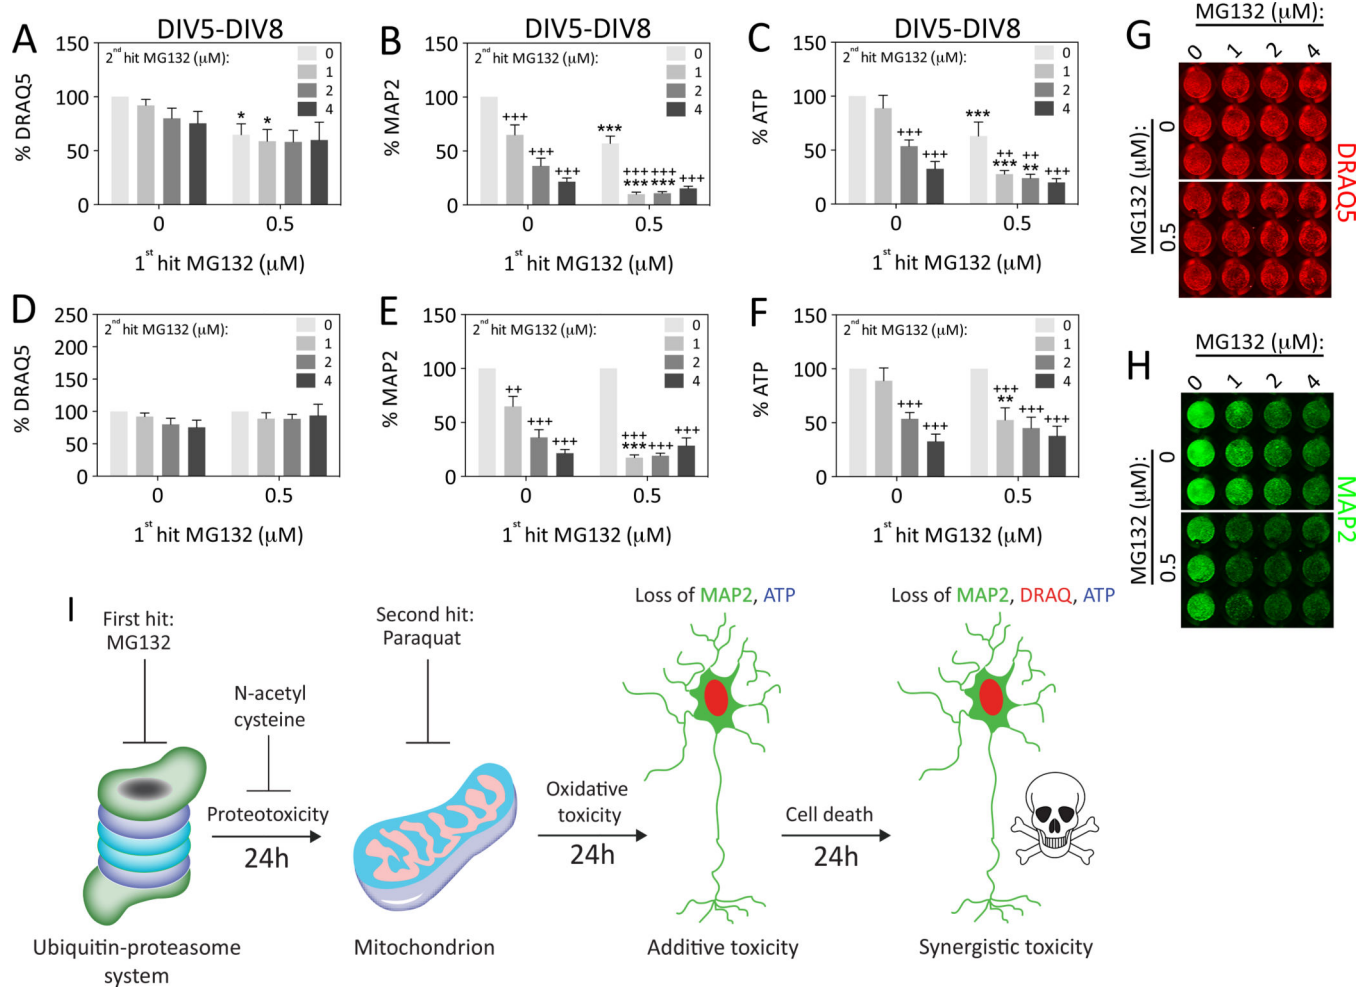 A
DIV5-DIV8
% DRAQ5
150
100
50
0
2nd hit MG132 (μM):
0
1
2
4
* *
0 0.5
1st hit MG132 (μM)
B
DIV5-DIV8
% MAP2
150
100
50
0
2nd hit MG132 (μM):
0
1
2
4
+++
+++
+++
***
+++
***
+++
***
+++
0 0.5
1st hit MG132 (μM)
C
% ATP
150
100
50
0
2nd hit MG132 (μM):
0
1
2
4
+++
+++
***
++
***
++
**
+++
0 0.5
1st hit MG132 (μM)
G
MG132 (μM):
0 1 2 4
MG132 (μM):
0
0.5
DRAQ5
D
% DRAQ5
250
200
150
100
50
0
2nd hit MG132 (μM):
0
1
2
4
0 0.5
1st hit MG132 (μM)
E
% MAP2
150
100
50
0
2nd hit MG132 (μM):
0
1
2
4
++
+++
+++
+++
***
+++
+++
0 0.5
1st hit MG132 (μM)
F
% ATP
150
100
50
0
2nd hit MG132 (μM):
0
1
2
4
+++
+++
+++
**
+++
+++
0 0.5
1st hit MG132 (μM)
H
MG132 (μM):
0 1 2 4
MG132 (μM):
0
0.5
MAP2
I
First hit:
MG132
N-acetyl
cysteine
Proteotoxicity
24h
Ubiquitin-proteasome
system
Second hit:
Paraquat
Mitochondrion
Oxidative
toxicity
24h
Loss of MAP2, ATP
Additive toxicity
Cell death
24h
Loss of MAP2, DRAQ, ATP
Synergistic toxicity